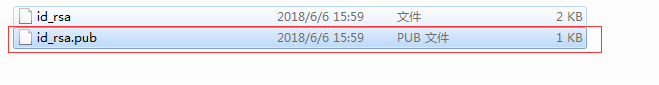 id_rsa 2018/6/6 15:59 文件 2 KB
id_rsa.pub 2018/6/6 15:59 PUB 文件 1 KB